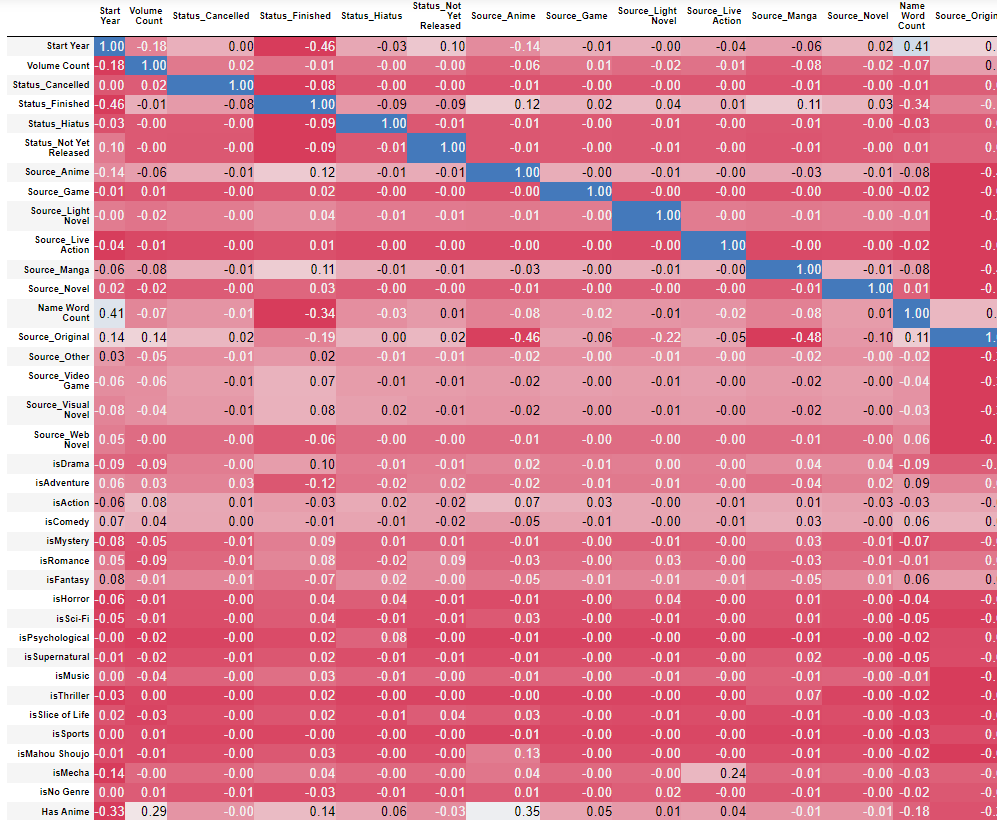 Start Year Volume Count Status_Cancelled Status_Finished Status_Hiatus Status_Not Yet Released Source_Anime Source_Game Source_Light Novel Source_Live Action Source_Manga Source_Novel Name Word Count Source_Origin
Start Year 1.00 -0.18 0.00 -0.46 -0.03 0.10 -0.14 -0.01 -0.00 -0.04 -0.06 0.02 0.41 0.
Volume Count -0.18 1.00 0.02 -0.01 -0.00 -0.00 -0.06 0.01 -0.02 -0.01 -0.08 -0.02 -0.07 0.
Status_Cancelled 0.00 0.02 1.00 -0.08 -0.00 -0.00 -0.01 -0.00 -0.00 -0.00 -0.01 -0.00 -0.01 0.
Status_Finished -0.46 -0.01 -0.08 1.00 -0.09 -0.09 0.12 0.02 0.04 0.01 0.11 0.03 -0.34 -0.
Status_Hiatus -0.03 -0.00 -0.00 -0.09 1.00 -0.01 -0.01 -0.00 -0.01 -0.00 -0.01 -0.00 -0.03 0.
Status_Not Yet Released 0.10 -0.00 -0.00 -0.09 -0.01 1.00 -0.01 -0.00 -0.01 -0.00 -0.01 -0.00 0.01 0.
Source_Anime -0.14 -0.06 -0.01 0.12 -0.01 -0.01 1.00 -0.00 -0.01 -0.00 -0.03 -0.01 -0.08 -0.
Source_Game -0.01 0.01 -0.00 0.02 -0.00 -0.00 -0.00 1.00 -0.00 -0.00 -0.00 -0.00 -0.02 -0.
Source_Light Novel -0.00 -0.02 -0.00 0.04 -0.01 -0.01 -0.01 -0.00 1.00 -0.00 -0.01 -0.00 -0.01 -0.
Source_Live Action -0.04 -0.01 -0.00 0.01 -0.00 -0.00 -0.00 -0.00 -0.00 1.00 -0.00 -0.00 -0.02 -0.
Source_Manga -0.06 -0.08 -0.01 0.11 -0.01 -0.01 -0.03 -0.00 -0.01 -0.00 1.00 -0.01 -0.08 -0.
Source_Novel 0.02 -0.02 -0.00 0.03 -0.00 -0.00 -0.01 -0.00 -0.00 -0.00 -0.01 1.00 0.01 -0.
Name Word Count 0.41 -0.07 -0.01 -0.34 -0.03 0.01 -0.08 -0.02 -0.01 -0.02 -0.08 0.01 1.00 0.
Source_Original 0.14 0.14 0.02 -0.19 0.00 0.02 -0.46 -0.06 -0.22 -0.05 -0.48 -0.10 0.11 1.
Source_Other 0.03 -0.05 -0.01 0.02 -0.01 -0.01 -0.02 -0.00 -0.01 -0.00 -0.02 -0.00 -0.02 -0.
Source_Video Game -0.06 -0.06 -0.01 0.07 -0.01 -0.01 -0.02 -0.00 -0.01 -0.00 -0.02 -0.00 -0.04 -0.
Source_Visual Novel -0.08 -0.04 -0.01 0.08 0.02 -0.01 -0.02 -0.00 -0.01 -0.00 -0.02 -0.00 -0.03 -0.
Source_Web Novel 0.05 -0.00 -0.00 -0.06 -0.00 -0.00 -0.01 -0.00 -0.00 -0.00 -0.01 -0.00 0.06 -0.
isDrama -0.09 -0.09 -0.00 0.10 -0.01 -0.01 0.02 -0.01 0.00 -0.01 0.04 0.04 -0.09 -0.
isAdventure 0.06 0.03 0.03 -0.12 -0.02 0.02 -0.02 -0.01 -0.01 -0.00 -0.04 0.02 0.09 0.
isAction -0.06 0.08 0.01 -0.03 0.02 -0.02 0.07 0.03 -0.00 -0.01 0.01 -0.03 -0.03 -0.
isComedy 0.07 0.04 0.00 -0.01 -0.01 -0.02 -0.05 -0.01 -0.00 -0.01 0.03 -0.00 0.06 0.
isMystery -0.08 -0.05 -0.01 0.09 0.01 0.01 -0.01 -0.00 -0.01 -0.00 0.03 -0.01 -0.07 -0.
isRomance 0.05 -0.09 -0.01 0.08 -0.02 0.09 -0.03 -0.00 0.03 -0.00 0.03 -0.01 -0.01 -0.
isFantasy 0.08 -0.01 -0.01 -0.07 0.02 -0.00 -0.05 -0.01 -0.01 -0.01 -0.05 0.01 0.06 0.
isHorror -0.06 -0.01 -0.00 0.04 0.04 -0.01 -0.01 -0.00 0.04 -0.00 0.01 -0.00 -0.04 -0.
isSci-Fi -0.05 -0.01 -0.00 0.04 -0.01 -0.01 0.03 -0.00 -0.01 -0.00 -0.01 -0.00 -0.05 -0.
isPsychological -0.00 -0.02 -0.00 0.02 0.08 -0.00 -0.01 -0.00 -0.00 -0.00 -0.01 -0.00 -0.02 0.
isSupernatural -0.01 -0.02 -0.01 0.02 -0.01 -0.01 -0.01 -0.00 -0.01 -0.00 0.02 -0.00 -0.05 -0.
isMusic 0.00 -0.04 -0.00 0.03 -0.01 -0.01 -0.01 -0.00 -0.01 -0.00 -0.01 -0.00 -0.01 -0.
isThriller -0.03 0.00 -0.00 0.02 -0.00 -0.00 -0.00 -0.00 -0.00 -0.00 0.07 -0.00 -0.02 -0.
isSlice of Life 0.02 -0.03 -0.00 0.02 -0.01 0.04 0.03 -0.00 -0.01 -0.00 -0.01 -0.00 -0.03 -0.
isSports 0.00 0.01 -0.00 -0.00 -0.00 -0.00 -0.01 -0.00 -0.00 -0.00 -0.01 -0.00 -0.03 0.
isMahou Shoujo -0.01 -0.01 -0.00 0.03 -0.00 -0.00 0.13 -0.00 -0.00 -0.00 -0.01 -0.00 -0.02 -0.
isMecha -0.14 -0.00 -0.00 0.04 -0.00 -0.00 0.04 -0.00 -0.00 0.24 -0.01 -0.00 -0.03 -0.
isNo Genre 0.00 0.01 -0.01 -0.03 -0.01 -0.01 0.01 -0.00 0.02 -0.00 -0.01 -0.00 -0.02 -0.
Has Anime -0.33 0.29 -0.00 0.14 0.06 -0.03 0.35 0.05 0.01 0.04 -0.01 -0.01 -0.18 -0.